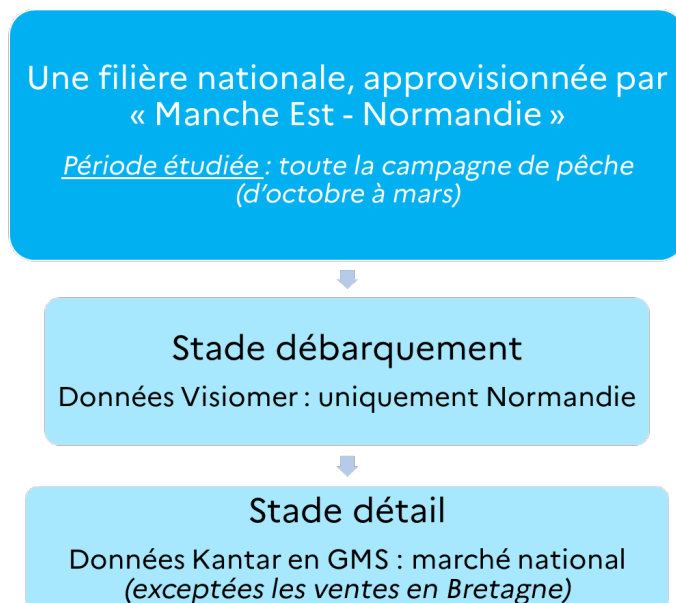 Une filière nationale, approvisionnée par
« Manche Est - Normandie »
Période étudiée : toute la campagne de pêche
(d'octobre à mars)
Stade débarquement
Données Visiomer : uniquement Normandie
Stade détail
Données Kantar en GMS : marché national
(exceptées les ventes en Bretagne)